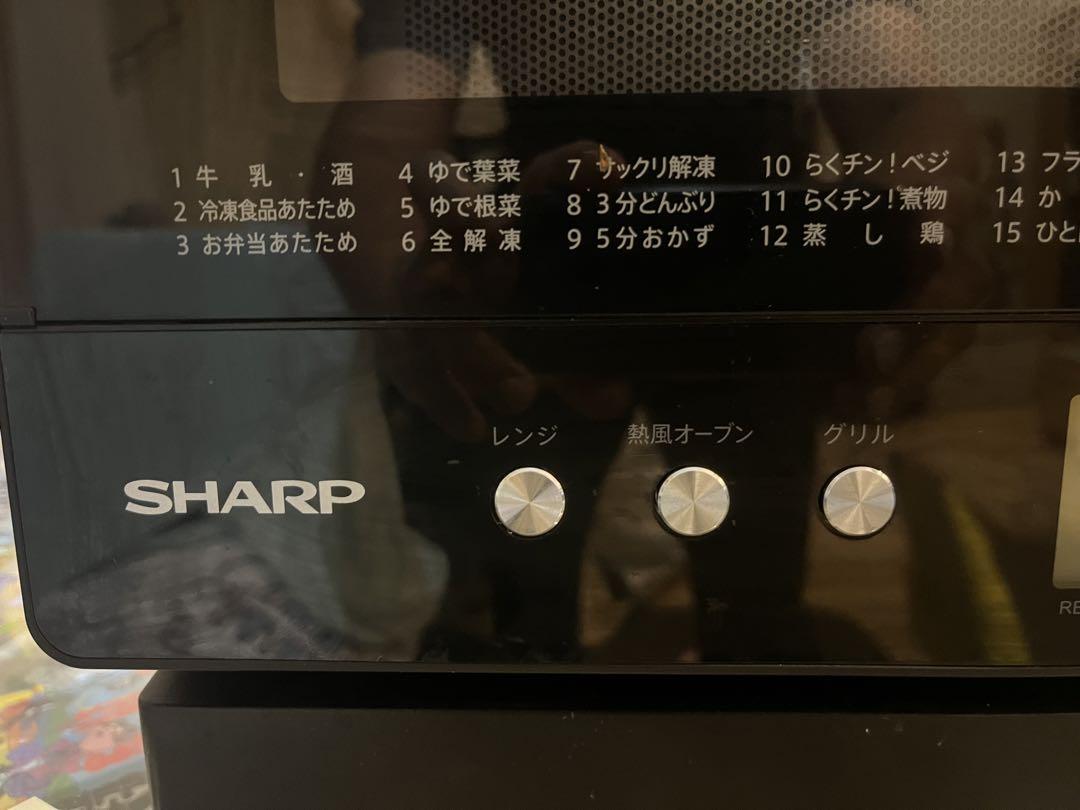 1 牛乳・酒 4 ゆで葉菜 7 サックリ解凍 10 らくチン!ベジ 13 フラ
2 冷凍食品あたため 5 ゆで根菜 8 3分どんぶり 11 らくチン!煮物 14 か
3 お弁当あたため 6 全解凍 9 5分おかず 12 蒸し鶏 15 ひと
レンジ 熱風オーブン グリル
SHARP
RE